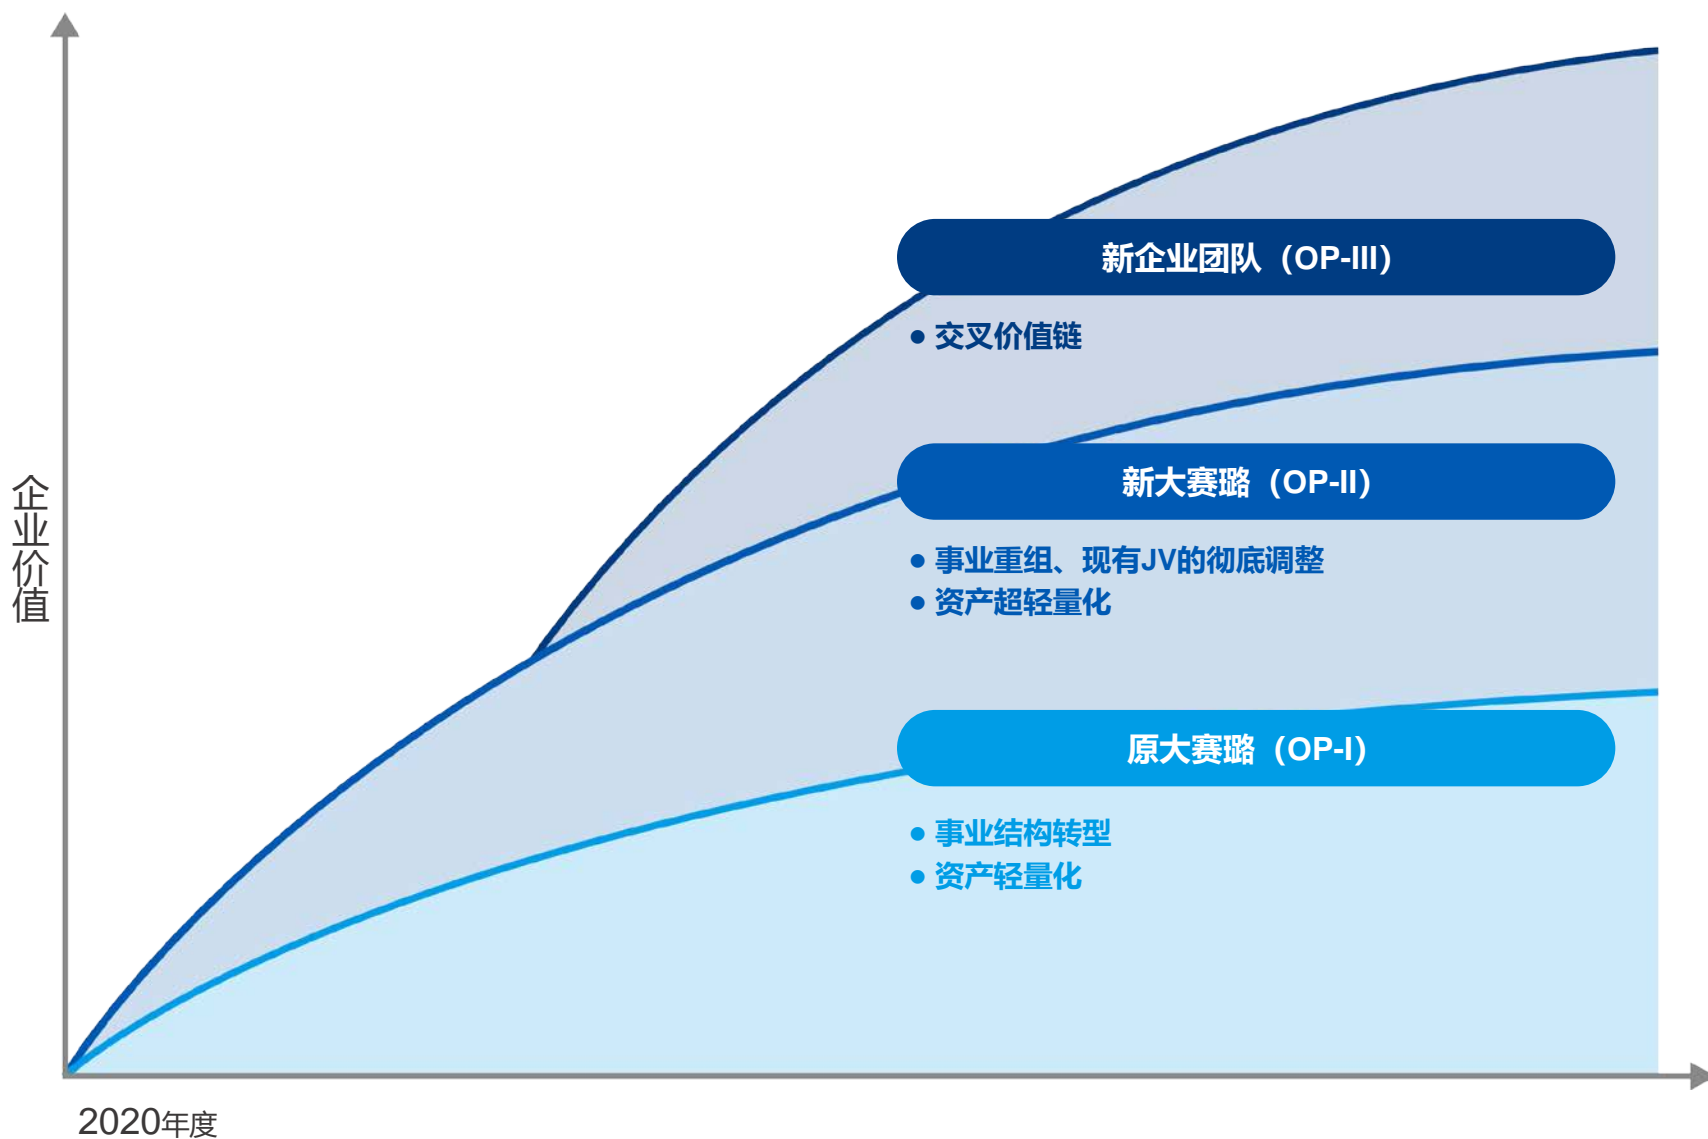 企业价值
新企业团队（OP-III）
● 交叉价值链
新大赛璐（OP-II）
● 事业重组、现有JV的彻底调整
● 资产超轻量化
原大赛璐（OP-I）
● 事业结构转型
● 资产轻量化
2020年度